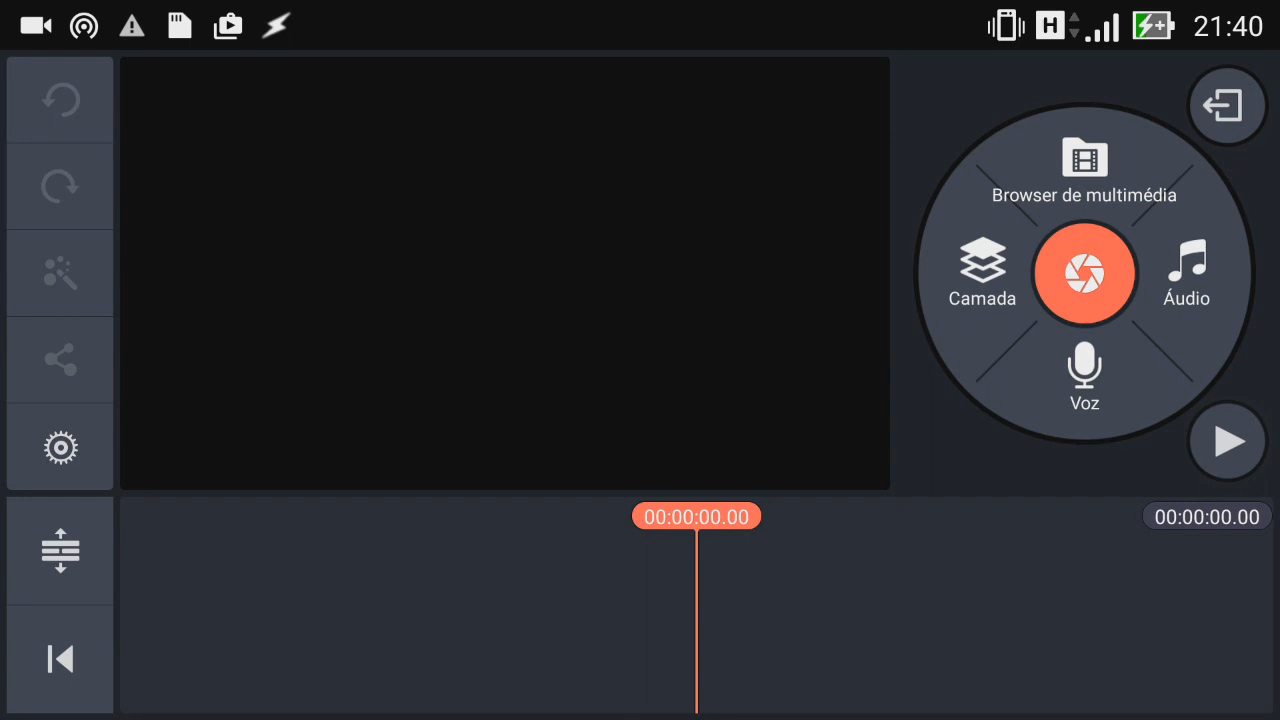 H
21:40
Browser de multimédia
Camada
Áudio
Voz
00:00:00.00
00:00:00.00